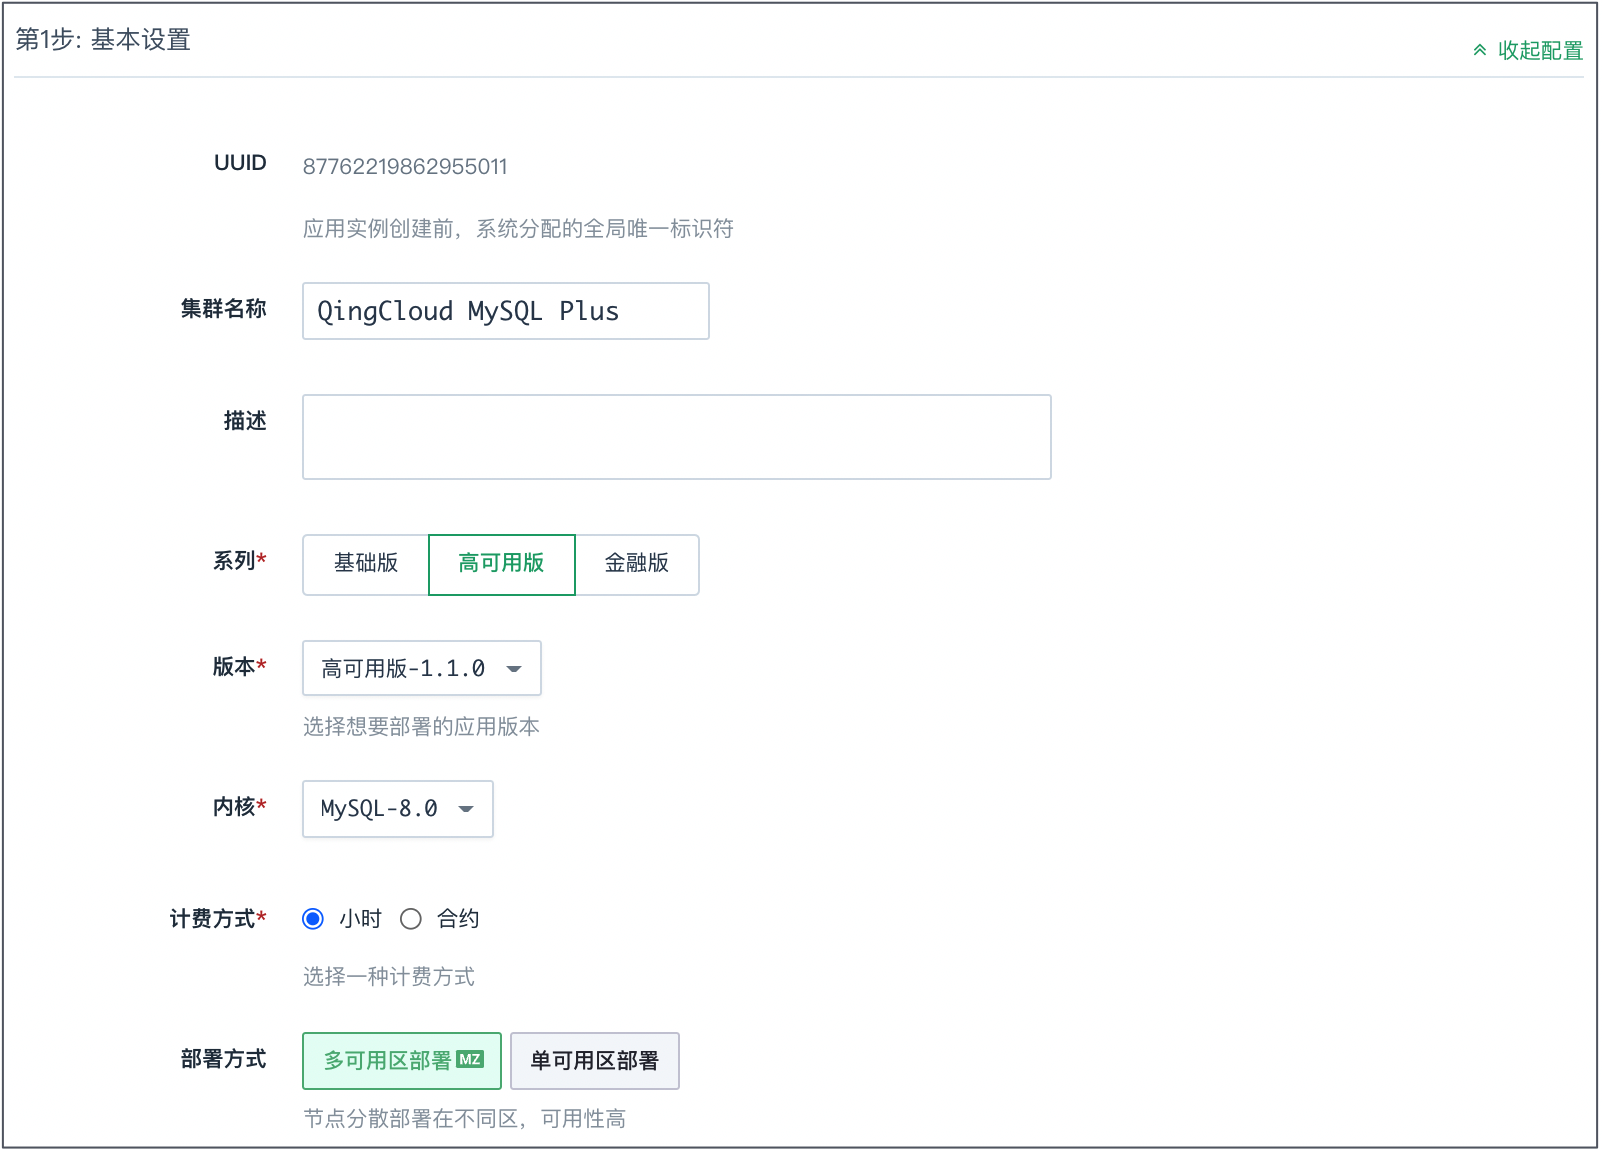 第1步: 基本设置
收起配置
UUID 87762219862955011
应用实例创建前，系统分配的全局唯一标识符
集群名称 QingCloud MySQL Plus
描述
系列* 基础版 高可用版 金融版
版本* 高可用版-1.1.0
选择想要部署的应用版本
内核* MySQL-8.0
计费方式* 小时 合约
选择一种计费方式
部署方式 多可用区部署 MZ 单可用区部署
节点分散部署在不同区，可用性高